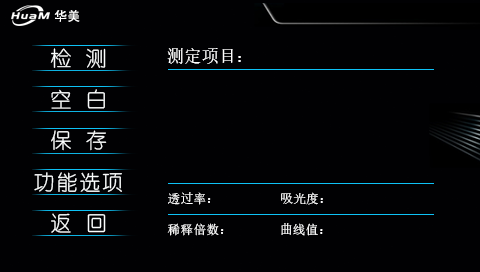 HuaM 华美
检 测
测定项目：
空 白
保 存
功能选项
透过率： 吸光度：
返 回
稀释倍数： 曲线值：